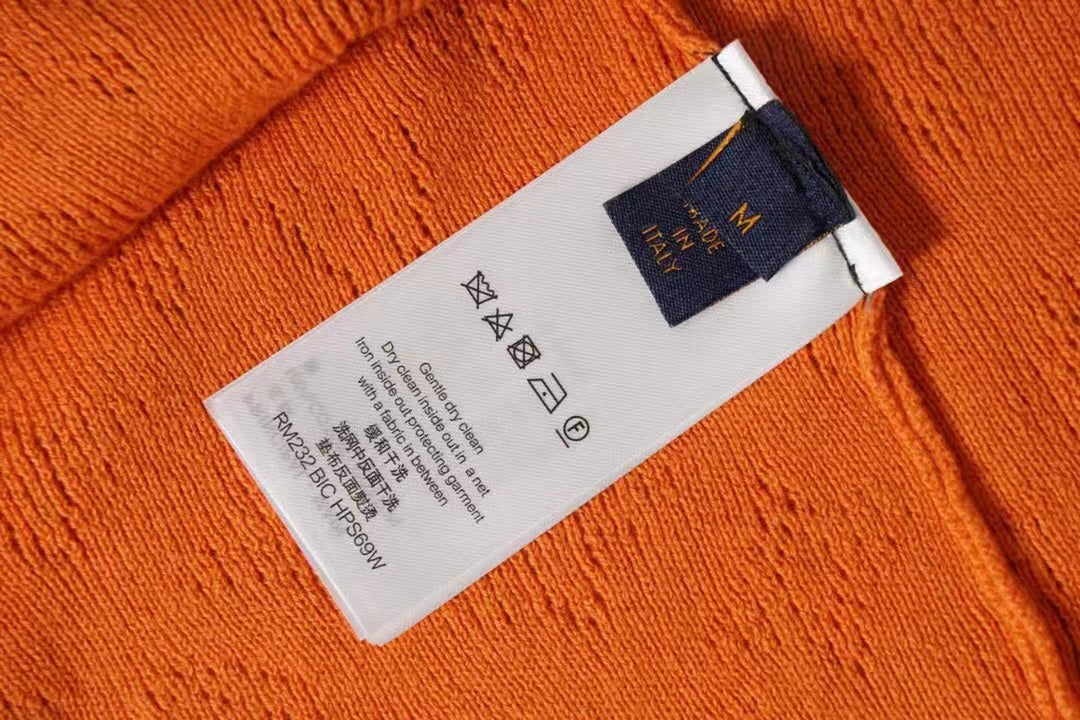 M
MADE
IN
ITALY
F
Gentle dry clean
Dry clean inside out in a net
Iron inside out protecting garment
with a fabric in between
缓和干洗
洗网中反面干洗
垫布反面熨烫
RM232 BIC HPS69W